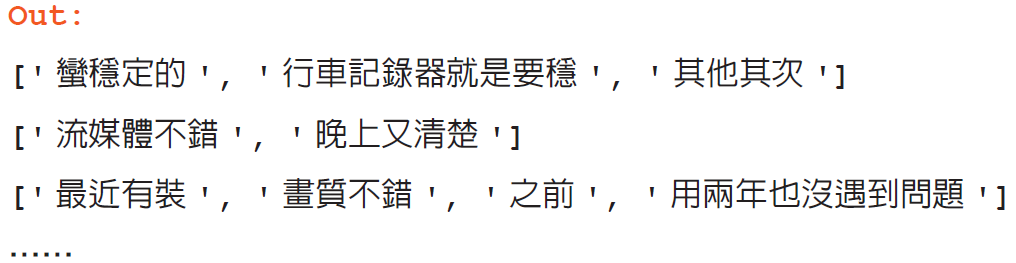 Out:
[' 蠻穩定的 ', ' 行車記錄器就是要穩 ', ' 其他其次 ']
[' 流媒體不錯 ', ' 晚上又清楚 ']
[' 最近有裝 ', ' 畫質不錯 ', ' 之前 ', ' 用兩年也沒遇到問題 ']
……